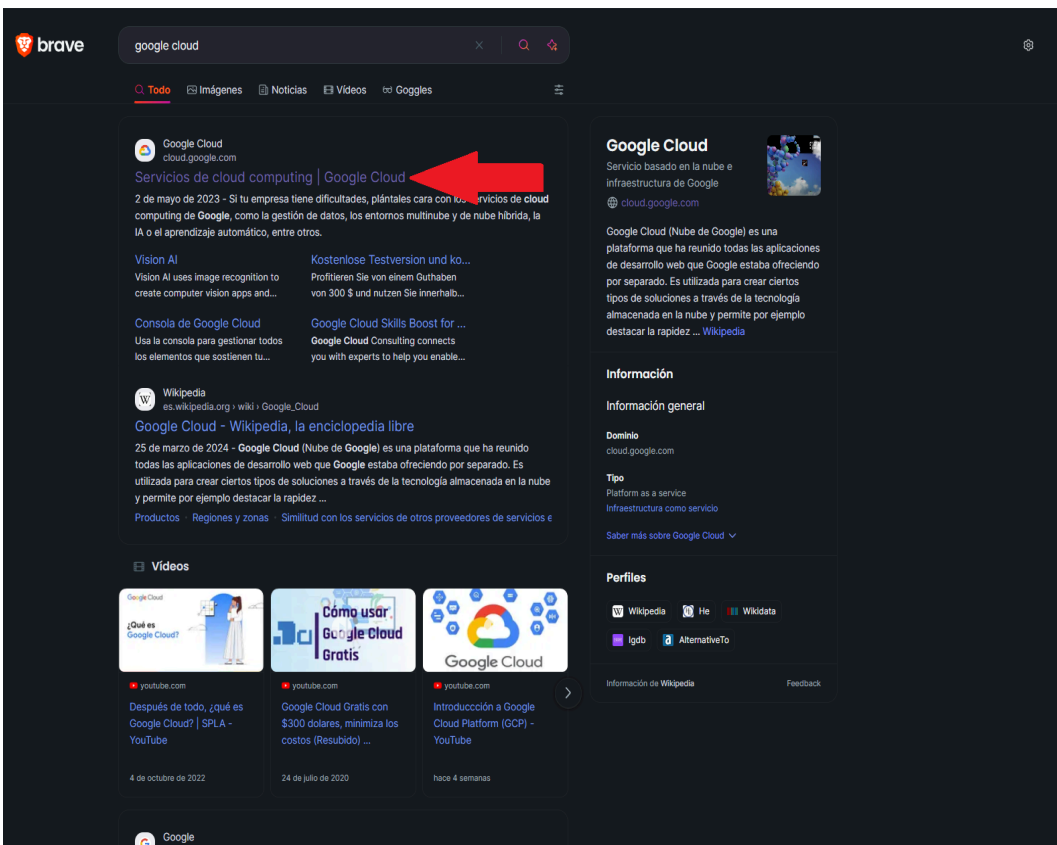 brave
google cloud
Todo
Imágenes
Noticias
Vídeos
Goggles
Google Cloud
cloud.google.com
Servicios de cloud computing | Google Cloud
2 de mayo de 2023 - Si tu empresa tiene dificultades, plántales cara con los servicios de cloud
computing de Google, como la gestión de datos, los entornos multinube y de nube híbrida, la
IA o el aprendizaje automático, entre otros.
Vision AI
Vision AI uses image recognition to
create computer vision apps and...
Kostenlose Testversion und ko...
Profitieren Sie von einem Guthaben
von 300 $ und nutzen Sie innerhalb...
Consola de Google Cloud
Usa la consola para gestionar todos
los elementos que sostienen tu...
Google Cloud Skills Boost for ...
Google Cloud Consulting connects
you with experts to help you enable...
W
Wikipedia
es.wikipedia.org › wiki › Google_Cloud
Google Cloud - Wikipedia, la enciclopedia libre
25 de marzo de 2024 - Google Cloud (Nube de Google) es una plataforma que ha reunido
todas las aplicaciones de desarrollo web que Google estaba ofreciendo por separado. Es
utilizada para crear ciertos tipos de soluciones a través de la tecnología almacenada en la nube
y permite por ejemplo destacar la rapidez ...
Productos · Regiones y zonas · Similitud con los servicios de otros proveedores de servicios e
Vídeos
Google Cloud
¿Qué es
Google Cloud?
youtube.com
Después de todo, ¿qué es
Google Cloud? | SPLA -
YouTube
4 de octubre de 2022
Cómo usar
Google Cloud
Gratis
youtube.com
Google Cloud Gratis con
$300 dolares, minimiza los
costos (Resubido) ...
24 de julio de 2020
Google Cloud
youtube.com
Introduccción a Google
Cloud Platform (GCP) -
YouTube
hace 4 semanas
G
Google
Google Cloud
Servicio basado en la nube e
infraestructura de Google
cloud.google.com
Google Cloud (Nube de Google) es una
plataforma que ha reunido todas las aplicaciones
de desarrollo web que Google estaba ofreciendo
por separado. Es utilizada para crear ciertos
tipos de soluciones a través de la tecnología
almacenada en la nube y permite por ejemplo
destacar la rapidez ... Wikipedia
Información
Información general
Dominio
cloud.google.com
Tipo
Platform as a service
Infraestructura como servicio
Saber más sobre Google Cloud
Perfiles
W Wikipedia
He
Wikidata
Igdb
a AlternativeTo
Información de Wikipedia
Feedback